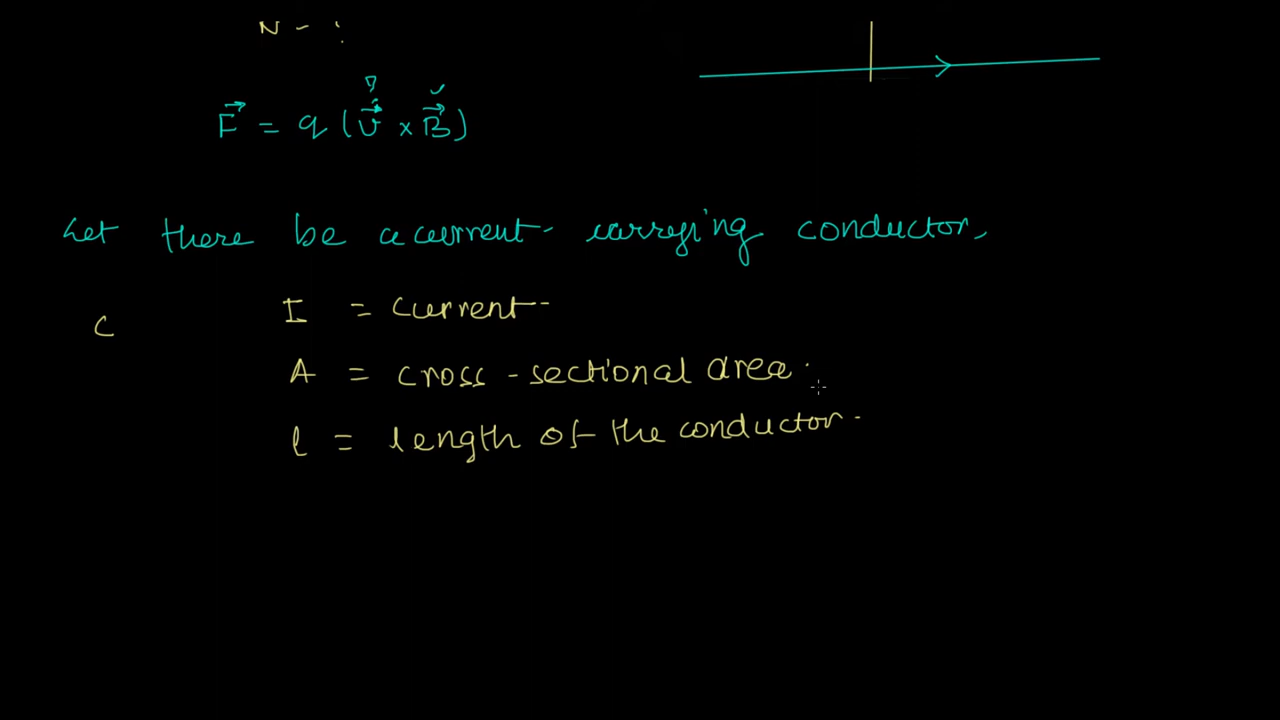 N - :
F = q (v × B)
Let there be a current- carrying conductor,
I = current-
C
A = cross-sectional area.
l = length of the conductor.